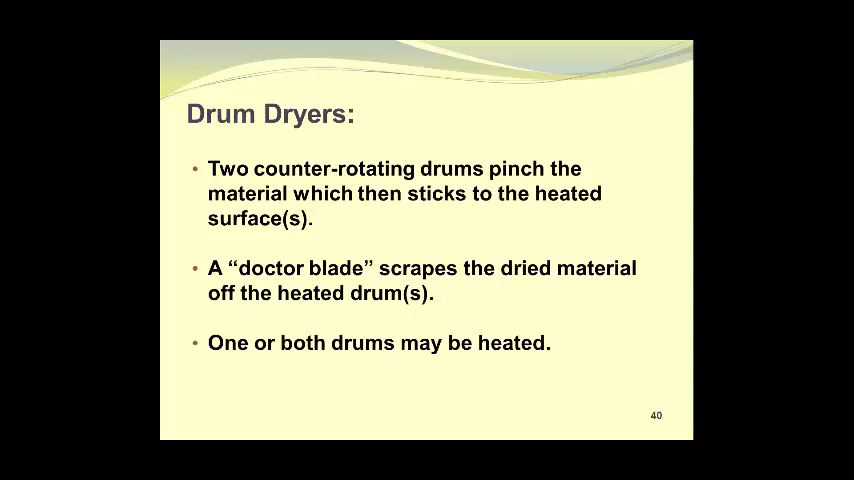 Drum Dryers:
• Two counter-rotating drums pinch the
material which then sticks to the heated
surface(s).
• A “doctor blade” scrapes the dried material
off the heated drum(s).
• One or both drums may be heated.
40